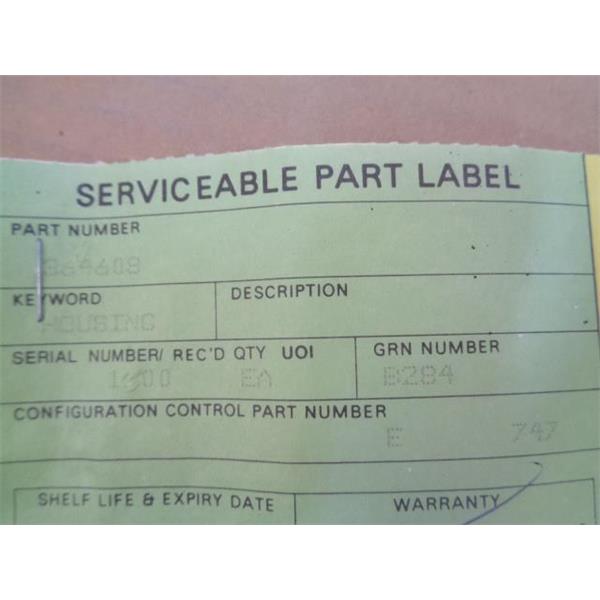 SERVICEABLE PART LABEL
PART NUMBER
KEYWORD DESCRIPTION
HOUSING
SERIAL NUMBER/ REC'D QTY UOI GRN NUMBER
EA B284
CONFIGURATION CONTROL PART NUMBER
E 747
SHELF LIFE & EXPIRY DATE WARRANTY